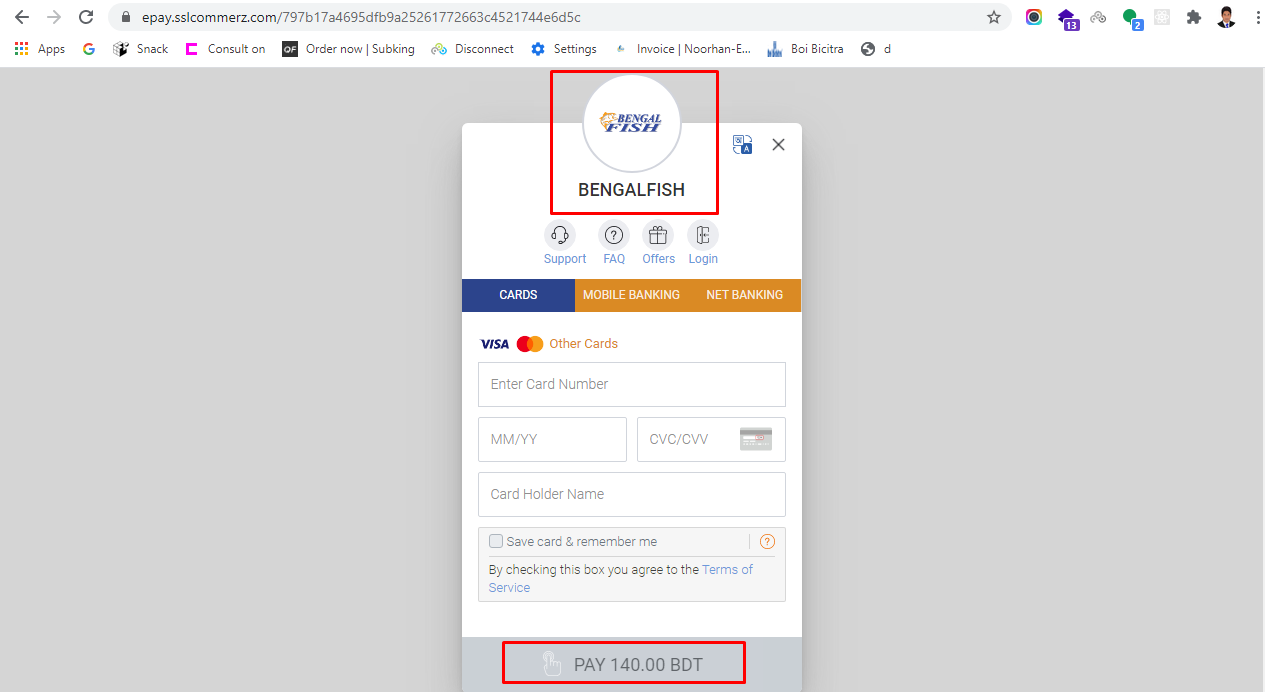 epay.sslcommerz.com/797b17a4695dfb9a25261772663c4521744e6d5c
13
2
Apps Snack Consult on OF Order now | Subking Disconnect Settings Invoice | Noorhan-E... Boi Bicitra d
BENGAL
FISH
A
BENGALFISH
Support FAQ Offers Login
CARDS MOBILE BANKING NET BANKING
VISA Other Cards
Enter Card Number
MM/YY CVC/CVV
Card Holder Name
Save card & remember me ?
By checking this box you agree to the Terms of
Service
PAY 140.00 BDT